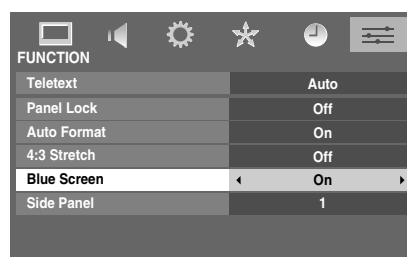 FUNCTION
Teletext Auto
Panel Lock Off
Auto Format On
4:3 Stretch Off
Blue Screen On
Side Panel 1